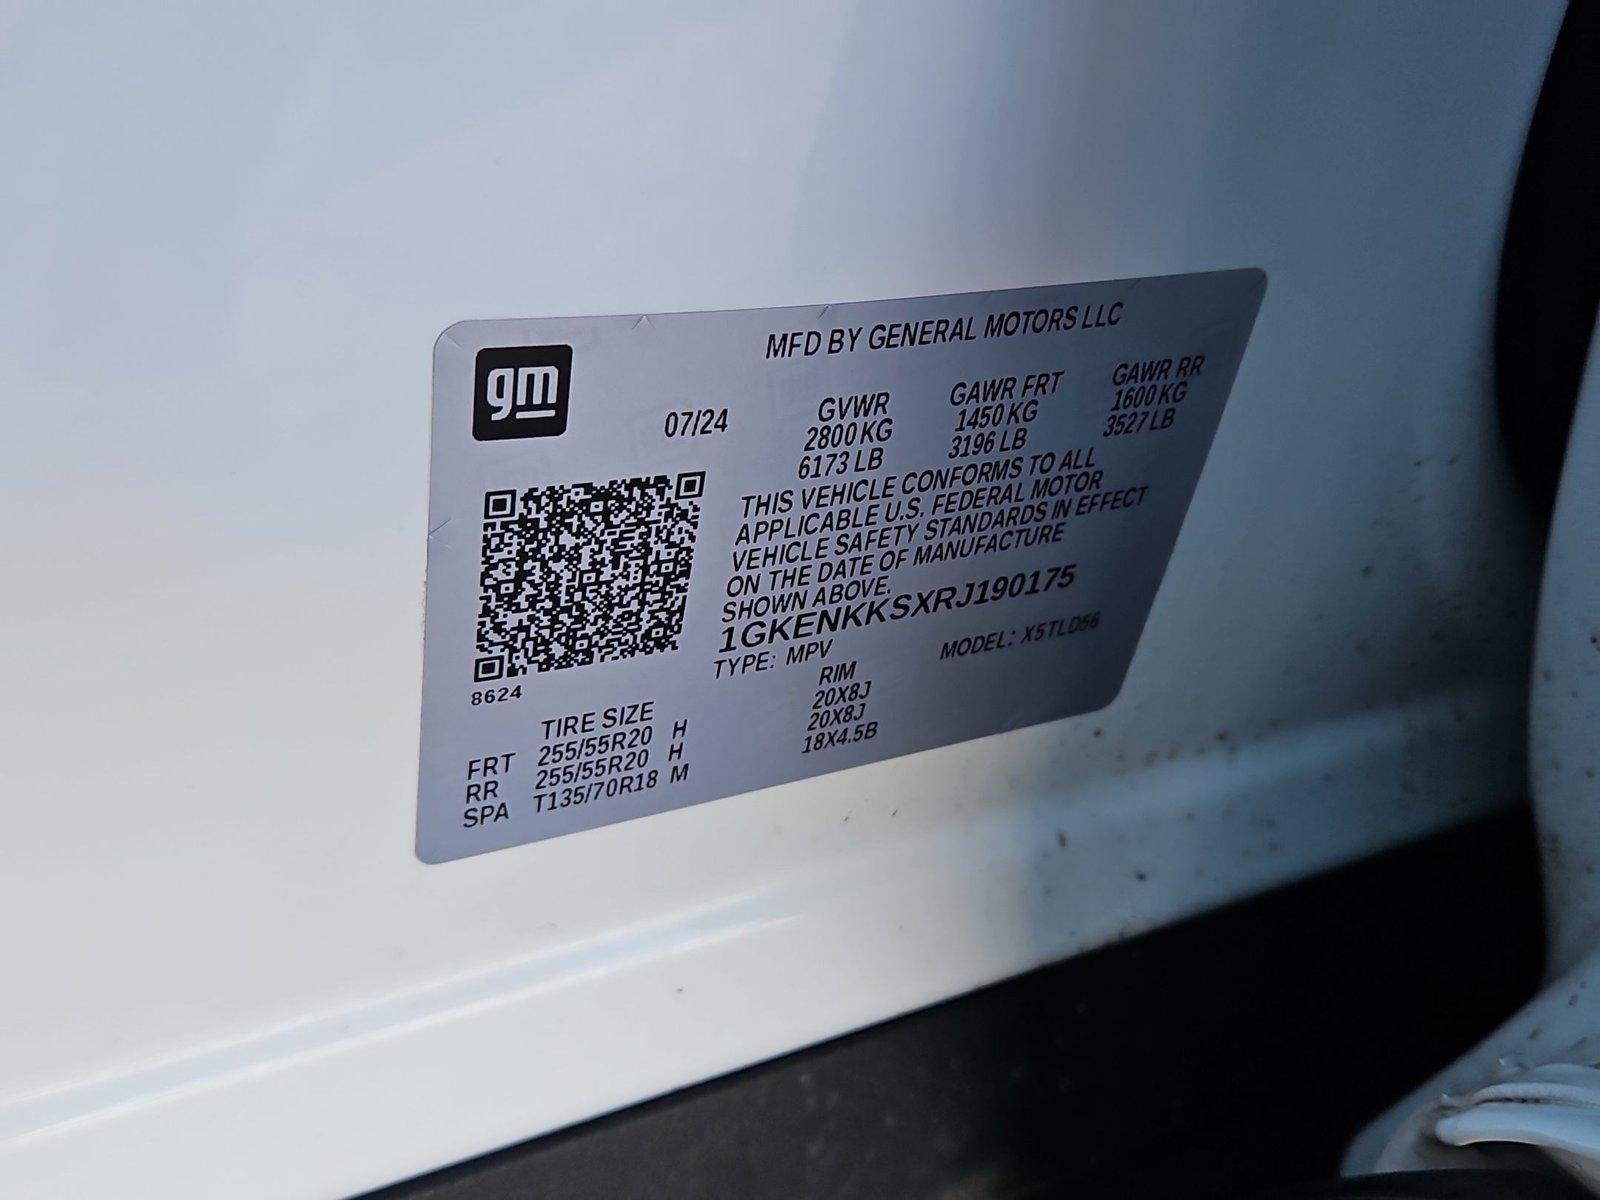 gm
MFD BY GENERAL MOTORS LLC
07/24
GVWR GAWR FRT GAWR RR
2800 KG 1450 KG 1600 KG
6173 LB 3196 LB 3527 LB
THIS VEHICLE CONFORMS TO ALL
APPLICABLE U.S. FEDERAL MOTOR
VEHICLE SAFETY STANDARDS IN EFFECT
ON THE DATE OF MANUFACTURE
SHOWN ABOVE.
1GKENKKSXRJ190175
TYPE: MPV MODEL: X5TLD56
8624
TIRE SIZE RIM
FRT 255/55R20 H 20X8J
RR 255/55R20 H 20X8J
SPA T135/70R18 M 18X4.5B